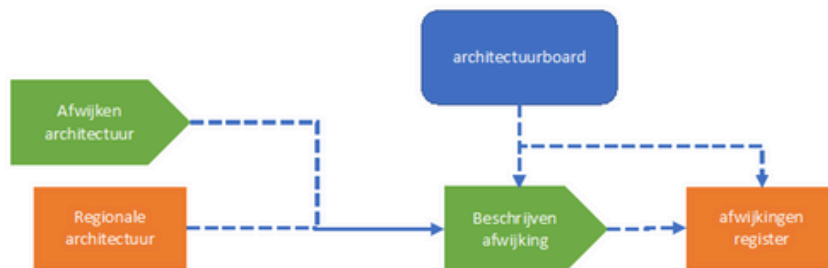 architectuurboard
Afwijken
architectuur
Regionale
architectuur
Beschrijven
afwijking
afwijkingen
register